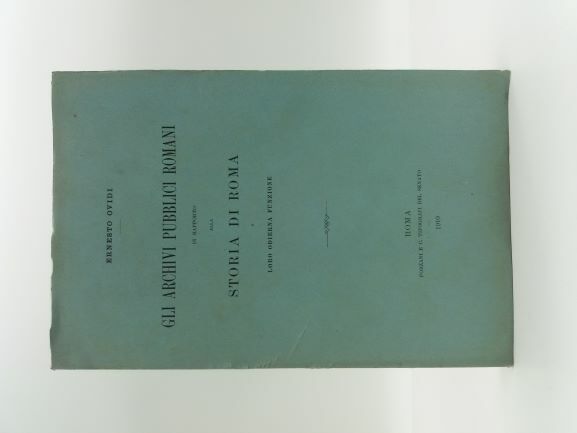 ERNESTO OVIDI
GLI ARCHIVI PUBBLICI ROMANI
IN RAPPORTO
ALLA
STORIA DI ROMA
LORO ODIERNA FUNZIONE
ROMA
FORZANI E C. TIPOGRAFI DEL SENATO
1910